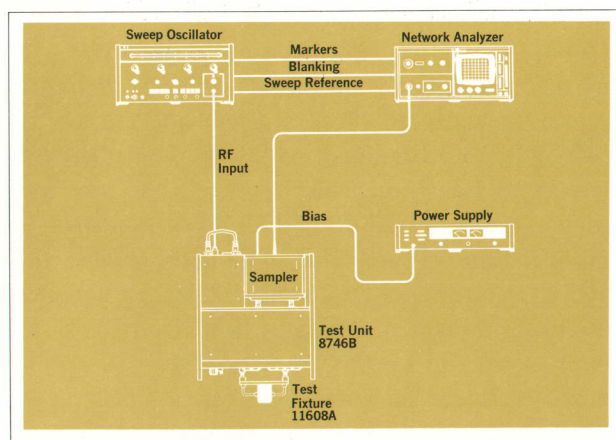 Sweep Oscillator
Network Analyzer
Markers
Blanking
Sweep Reference
RF
Input
Bias
Power Supply
Sampler
Test Unit
8746B
Test
Fixture
11608A